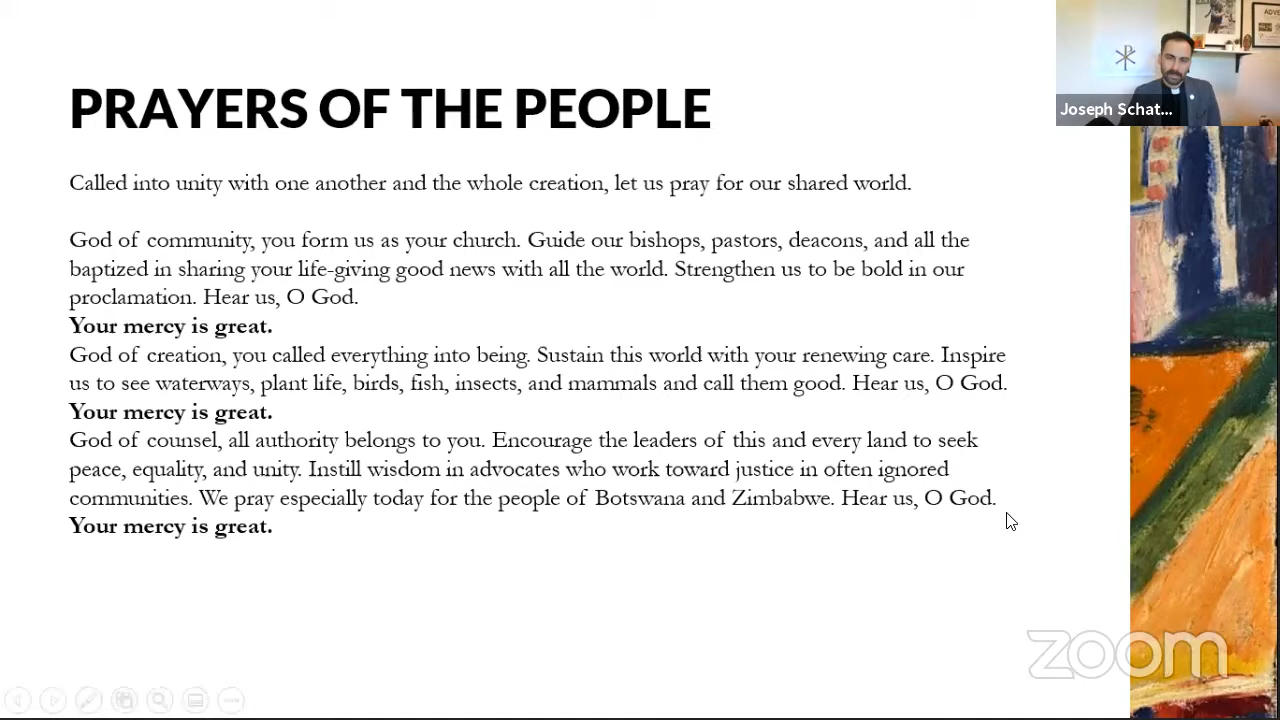 PRAYERS OF THE PEOPLE
Called into unity with one another and the whole creation, let us pray for our shared world.
God of community, you form us as your church. Guide our bishops, pastors, deacons, and all the
baptized in sharing your life-giving good news with all the world. Strengthen us to be bold in our
proclamation. Hear us, O God.
Your mercy is great.
God of creation, you called everything into being. Sustain this world with your renewing care. Inspire
us to see waterways, plant life, birds, fish, insects, and mammals and call them good. Hear us, O God.
Your mercy is great.
God of counsel, all authority belongs to you. Encourage the leaders of this and every land to seek
peace, equality, and unity. Instill wisdom in advocates who work toward justice in often ignored
communities. We pray especially today for the people of Botswana and Zimbabwe. Hear us, O God.
Your mercy is great.
Joseph Schat...
zoom